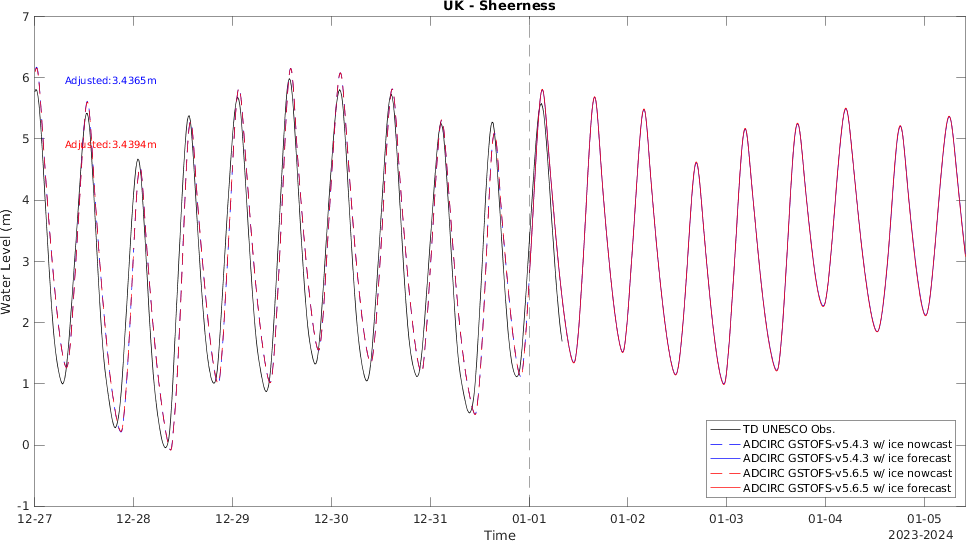 UK - Sheerness
7
6
5
4
3
2
1
0
-1
Water Level (m)
Adjusted:3.4365m
Adjusted:3.4394m
TD UNESCO Obs.
ADCIRC GSTOFS-v5.4.3 w/ ice nowcast
ADCIRC GSTOFS-v5.4.3 w/ ice forecast
ADCIRC GSTOFS-v5.6.5 w/ ice nowcast
ADCIRC GSTOFS-v5.6.5 w/ ice forecast
12-27 12-28 12-29 12-30 12-31 01-01 01-02 01-03 01-04 01-05
Time
2023-2024